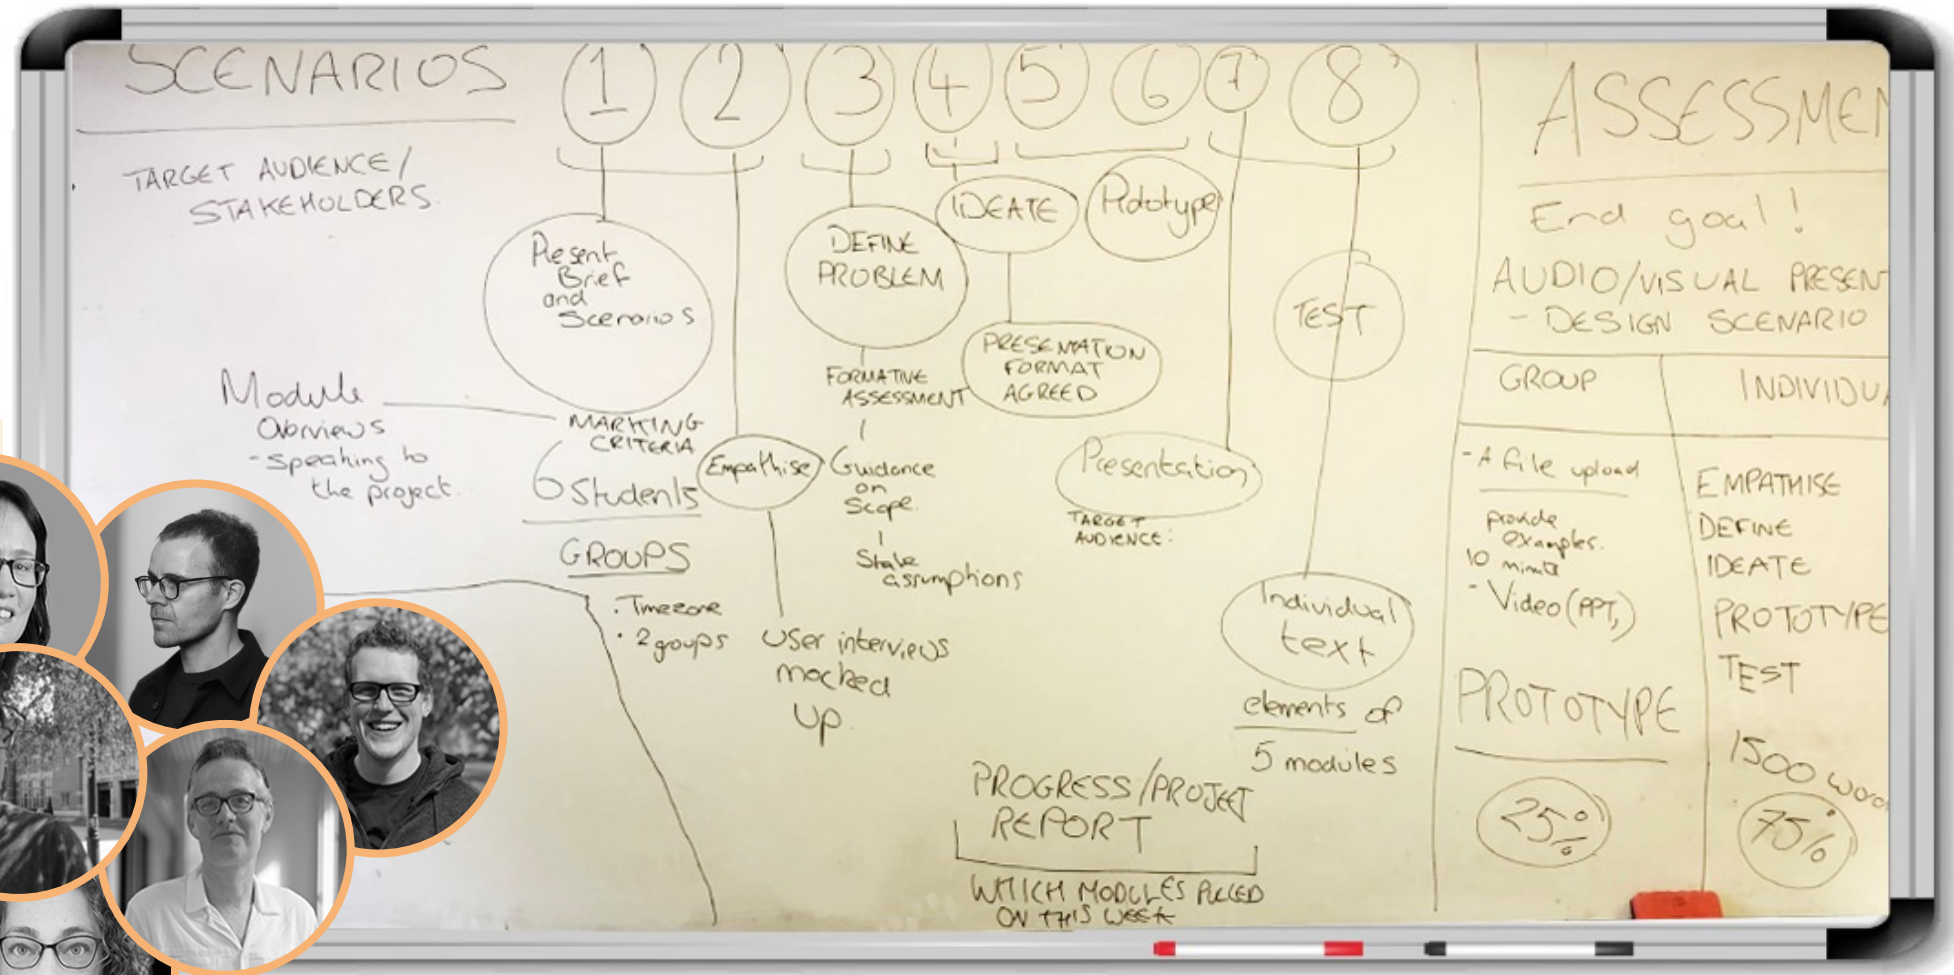 SCENARIOS
1 2 3 4 5 6 7 8
TARGET AUDIENCE/
STAKEHOLDERS.
Present
Brief
and
Scenarios
Module
Overviews
- Speaking to
the project.
MARKING
CRITERIA
6 Students
GROUPS
· Timezone
· 2 groups
Empathise
User interviews
mocked
up.
DEFINE
PROBLEM
FORMATIVE
ASSESSMENT
Guidance
on
Scope.
State
assumptions
IDEATE
Prototype
PRESENTATION
FORMAT
AGREED
Presentation
TARGET
AUDIENCE:
TEST
Individual
text
elements of
5 modules
PROGRESS/PROJECT
REPORT
WHICH MODULES PULLED
ON THIS WEEK
ASSESSMEN
End goal!
AUDIO/VISUAL PRESEN
- DESIGN SCENARIO
GROUP
- A file upload
provide
examples.
10 minute
- Video (PPT,)
PROTOTYPE
25%
INDIVIDUA
EMPATHISE
DEFINE
IDEATE
PROTOTYPE
TEST
1500 woo
75%